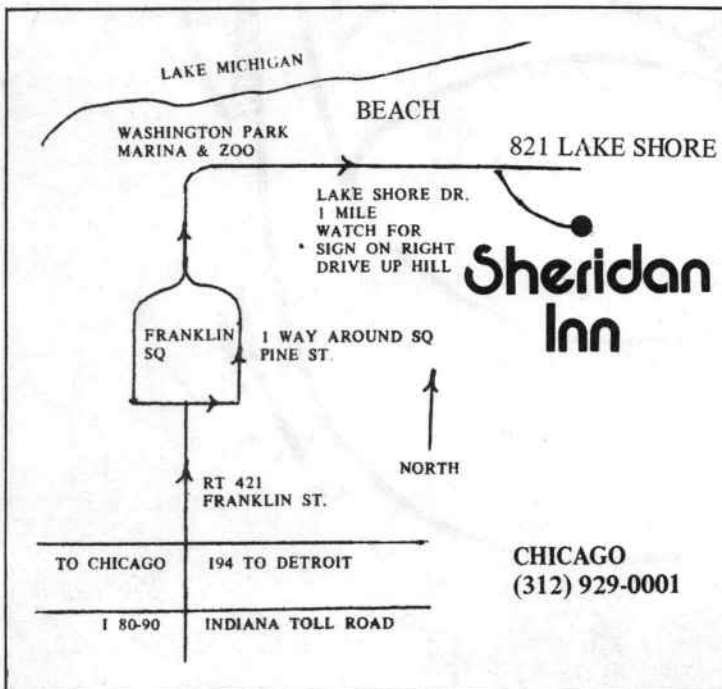 LAKE MICHIGAN
BEACH
WASHINGTON PARK
MARINA & ZOO
821 LAKE SHORE
LAKE SHORE DR.
1 MILE
WATCH FOR
SIGN ON RIGHT
DRIVE UP HILL
Sheridan
Inn
FRANKLIN
SQ
1 WAY AROUND SQ
PINE ST.
NORTH
RT 421
FRANKLIN ST.
TO CHICAGO
I94 TO DETROIT
CHICAGO
(312) 929-0001
I 80-90
INDIANA TOLL ROAD